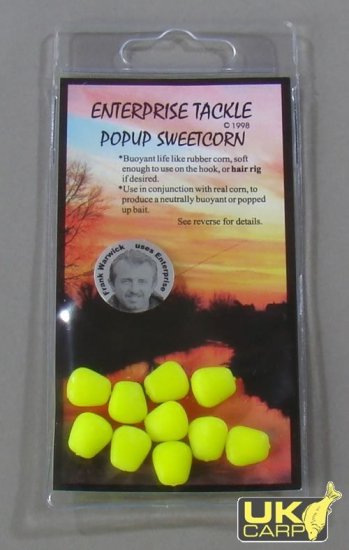 ENTERPRISE TACKLE
© 1998
POPUP SWEETCORN
*Buoyant life like rubber corn, soft
enough to use on the hook, or hair rig
if desired.
*Use in conjunction with real corn, to
produce a neutrally buoyant or popped
up bait.
See reverse for details.
Frank Warwick uses Enterprise
UK
CARP